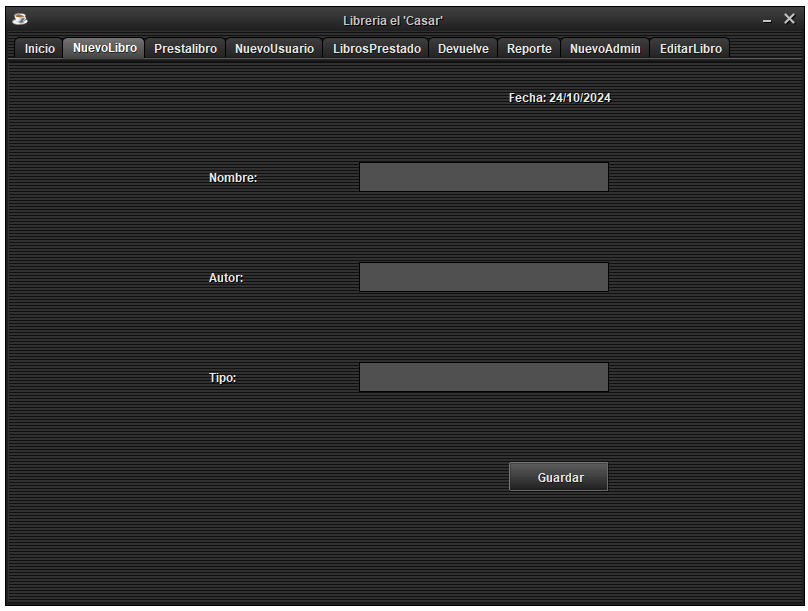 Libreria el 'Casar'
Inicio NuevoLibro Prestalibro NuevoUsuario LibrosPrestado Devuelve Reporte NuevoAdmin EditarLibro
Fecha: 24/10/2024
Nombre:
Autor:
Tipo:
Guardar